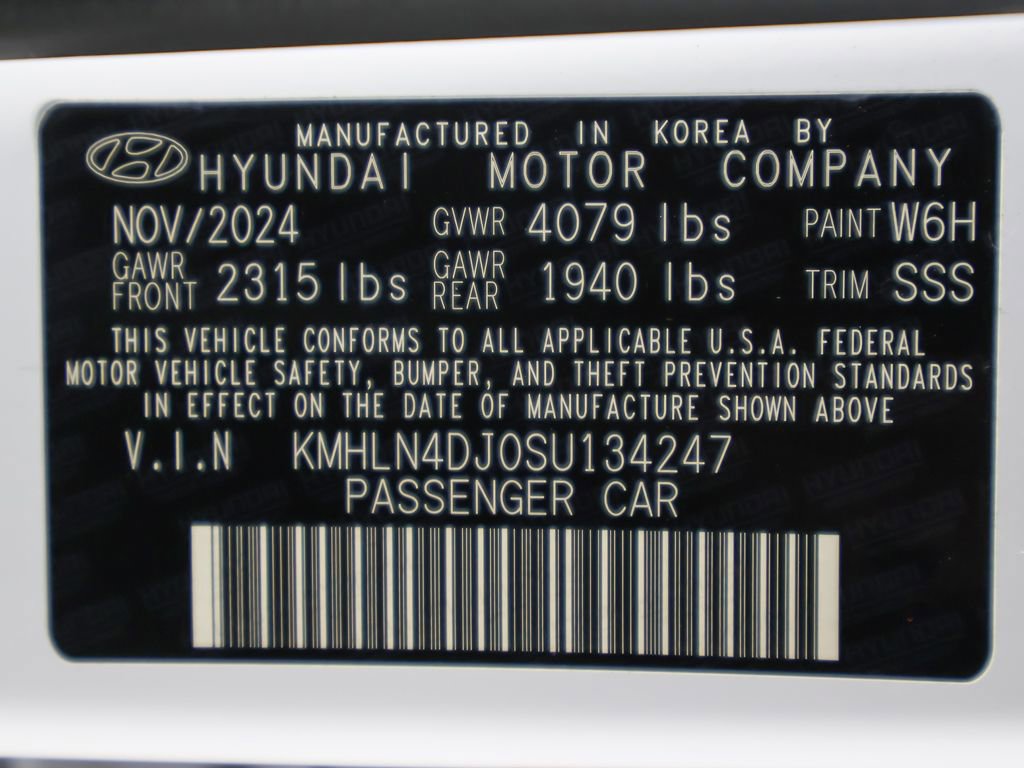 MANUFACTURED IN KOREA BY
HYUNDAI MOTOR COMPANY
NOV/2024 GVWR 4079 lbs PAINT W6H
GAWR FRONT 2315 lbs GAWR REAR 1940 lbs TRIM SSS
THIS VEHICLE CONFORMS TO ALL APPLICABLE U.S.A. FEDERAL
MOTOR VEHICLE SAFETY, BUMPER, AND THEFT PREVENTION STANDARDS
IN EFFECT ON THE DATE OF MANUFACTURE SHOWN ABOVE
V.I.N KMHLN4DJ0SU134247
PASSENGER CAR